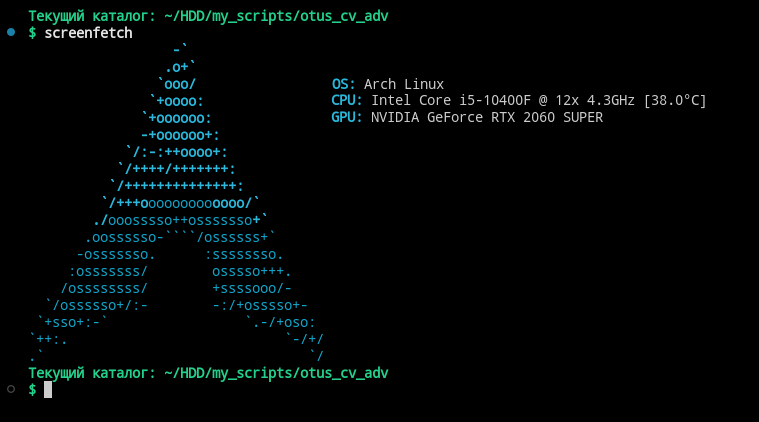 Текущий каталог: ~/HDD/my_scripts/otus_cv_adv
$ screenfetch
                  -`
                 .o+`
                `ooo/                 OS: Arch Linux
               `+oooo:                CPU: Intel Core i5-10400F @ 12x 4.3GHz [38.0°C]
              `+oooooo:               GPU: NVIDIA GeForce RTX 2060 SUPER
              -+oooooo+:
            `/:-:++oooo+:
           `/++++/+++++++:
          `/++++++++++++++:
         `/+++ooooooooooooo/`
        ./ooosssso++osssssso+`
       .oossssso-````/ossssss+`
      -osssssso.      :ssssssso.
     :osssssss/        osssso+++.
    /ossssssss/        +ssssooo/-
  `/ossssso+/:-        -:/+osssso+-
 `+sso+:-`                 `.-/+oso:
`++:.                           `-/+/
.`                                 `/
Текущий каталог: ~/HDD/my_scripts/otus_cv_adv
$